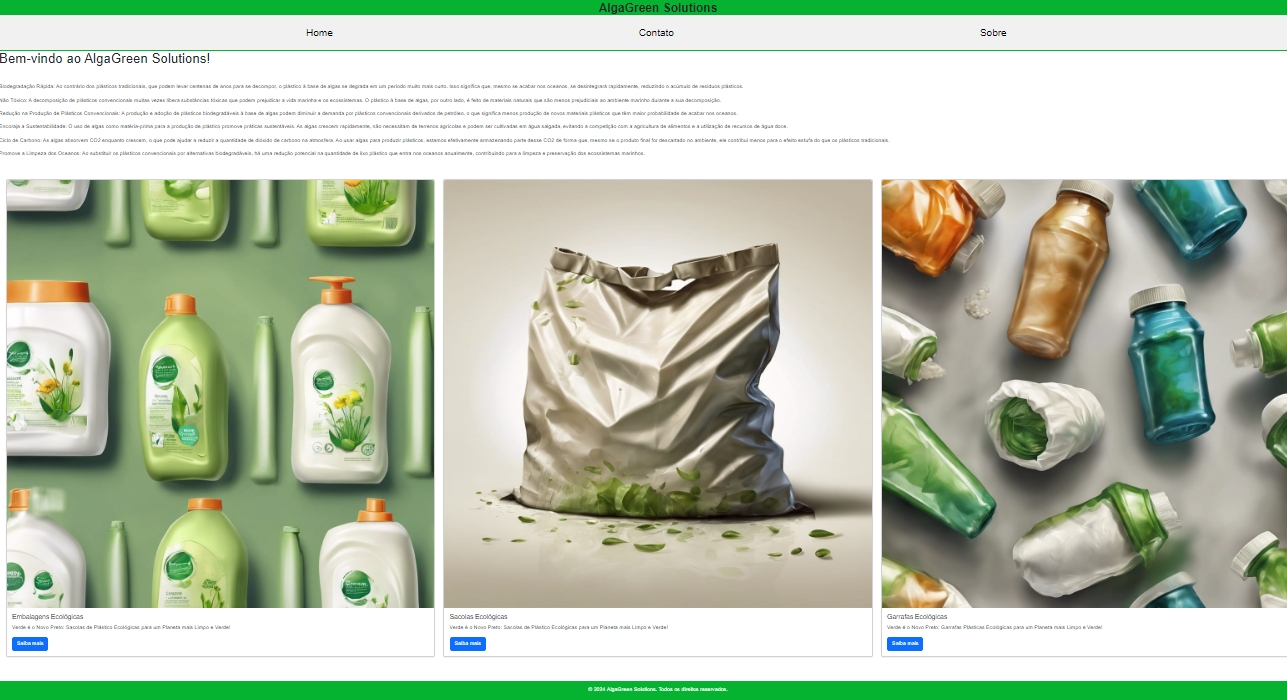 AlgaGreen Solutions
Home Contato Sobre
Bem-vindo ao AlgaGreen Solutions!
Biodegradação Rápida: Ao contrário dos plásticos tradicionais, que podem levar centenas de anos para se decompor, o plástico à base de algas se degrada em um período muito mais curto. Isso significa que, mesmo se acabar nos oceanos ,se desintegrará rapidamente, reduzindo o acúmulo de resíduos plásticos.
Não Tóxico: A decomposição de plásticos convencionais muitas vezes libera substâncias tóxicas que podem prejudicar a vida marinha e os ecossistemas. O plástico à base de algas, por outro lado, é feito de materiais naturais que são menos prejudiciais ao ambiente marinho durante a sua decomposição.
Redução na Produção de Plásticos Convencionais: A produção e adoção de plásticos biodegradáveis à base de algas podem diminuir a demanda por plásticos convencionais derivados de petróleo, o que significa menos produção de novos materiais plásticos que têm maior probabilidade de acabar nos oceanos.
Encoraja a Sustentabilidade: O uso de algas como matéria-prima para a produção de plástico promove práticas sustentáveis. As algas crescem rapidamente, não necessitam de terrenos agrícolas e podem ser cultivadas em água salgada, evitando a competição com a agricultura de alimentos e a utilização de recursos de água doce.
Ciclo de Carbono: As algas absorvem CO2 enquanto crescem, o que pode ajudar a reduzir a quantidade de dióxido de carbono na atmosfera. Ao usar algas para produzir plásticos, estamos efetivamente armazenando parte desse CO2 de forma que, mesmo se o produto final for descartado no ambiente, ele contribui menos para o efeito estufa do que os plásticos tradicionais.
Promove a Limpeza dos Oceanos: Ao substituir os plásticos convencionais por alternativas biodegradáveis, há uma redução potencial na quantidade de lixo plástico que entra nos oceanos anualmente, contribuindo para a limpeza e preservação dos ecossistemas marinhos.
Embalagens Ecológicas
Verde é o Novo Preto: Sacolas de Plástico Ecológicas para um Planeta mais Limpo e Verde!
Saiba mais
Sacolas Ecológicas
Verde é o Novo Preto: Sacolas de Plástico Ecológicas para um Planeta mais Limpo e Verde!
Saiba mais
Garrafas Ecológicas
Verde é o Novo Preto: Garrafas Plásticas Ecológicas para um Planeta mais Limpo e Verde!
Saiba mais
© 2024 AlgaGreen Solutions. Todos os direitos reservados.